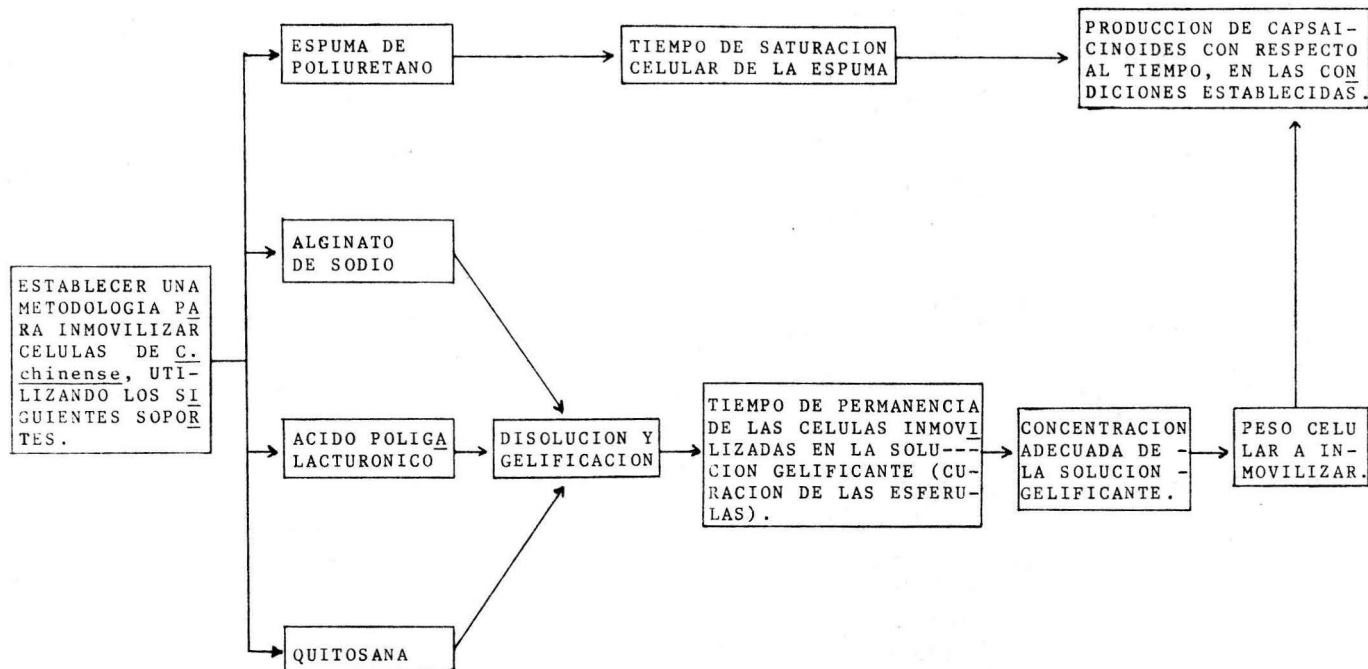 ESPUMA DE
POLIURETANO
TIEMPO DE SATURACION
CELULAR DE LA ESPUMA
PRODUCCION DE CAPSAI-
CINOIDES CON RESPECTO
AL TIEMPO, EN LAS CON
DICIONES ESTABLECIDAS.
ALGINATO
DE SODIO
ESTABLECER UNA
METODOLOGIA PA
RA INMOVILIZAR
CELULAS DE C.
chinense, UTI-
LIZANDO LOS SI
GUIENTES SOPOR
TES.
ACIDO POLIGA
LACTURONICO
DISOLUCION Y
GELIFICACION
TIEMPO DE PERMANENCIA
DE LAS CELULAS INMOVI
LIZADAS EN LA SOLU---
CION GELIFICANTE (CU-
RACION DE LAS ESFERU-
LAS).
CONCENTRACION
ADECUADA DE -
LA SOLUCION -
GELIFICANTE.
PESO CELU
LAR A IN-
MOVILIZAR.
QUITOSANA